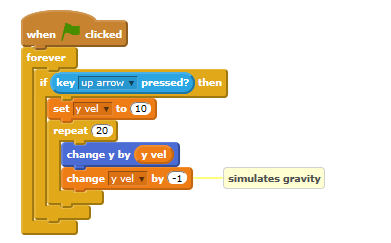 when clicked
forever
if key up arrow pressed? then
set y vel to 10
repeat 20
change y by y vel
change y vel by -1 simulates gravity